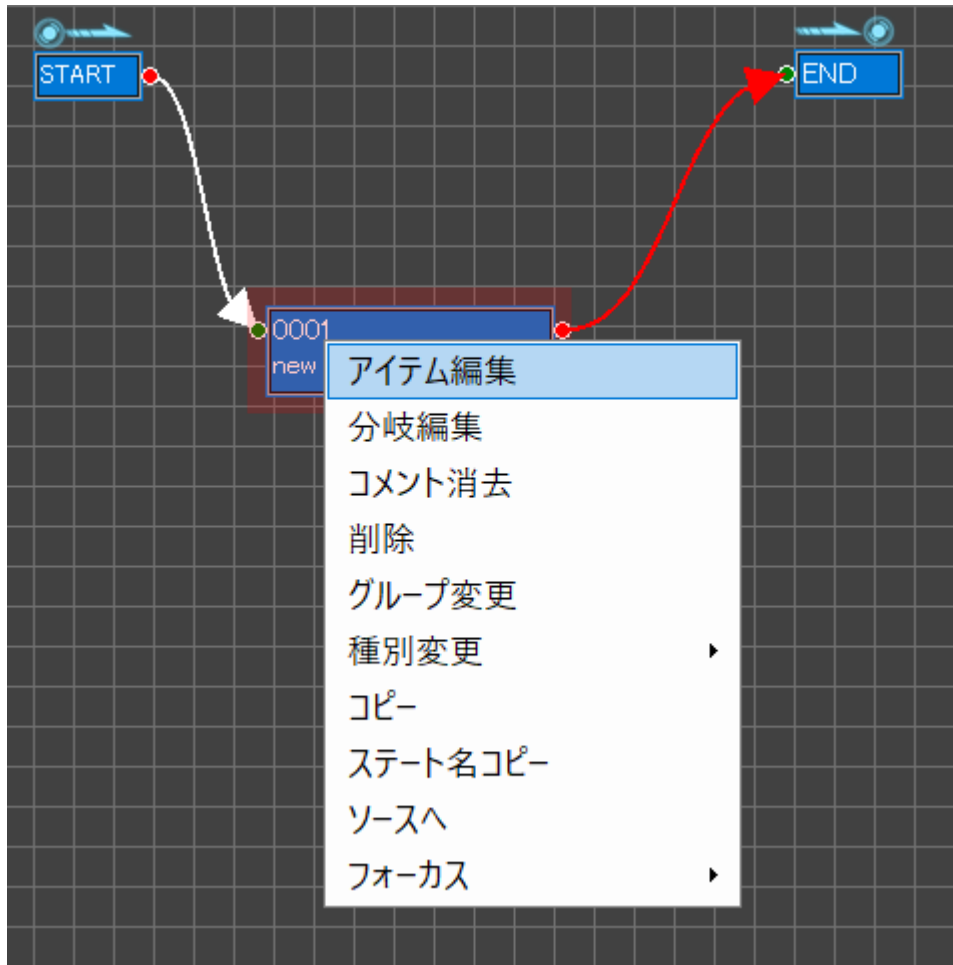 START
END
0001
new
アイテム編集
分岐編集
コメント消去
削除
グループ変更
種別変更
コピー
ステート名コピー
ソースへ
フォーカス